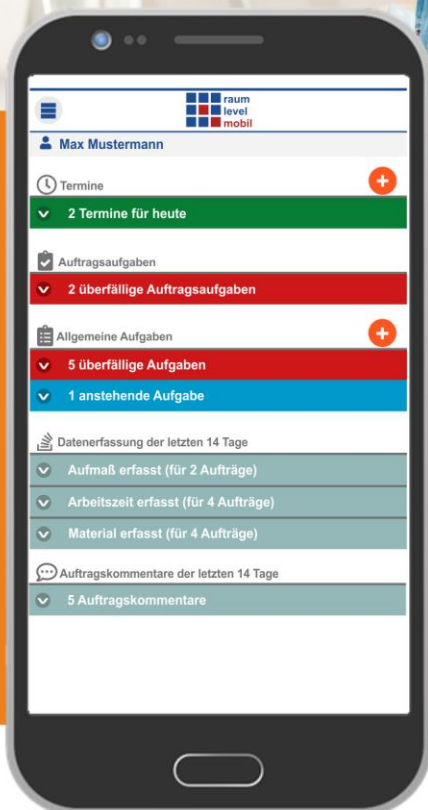 raum
level
mobil
Max Mustermann
Termine
2 Termine für heute
Auftragsaufgaben
2 überfällige Auftragsaufgaben
Allgemeine Aufgaben
5 überfällige Aufgaben
1 anstehende Aufgabe
Datenerfassung der letzten 14 Tage
Aufmaß erfasst (für 2 Aufträge)
Arbeitszeit erfasst (für 4 Aufträge)
Material erfasst (für 4 Aufträge)
Auftragskommentare der letzten 14 Tage
5 Auftragskommentare